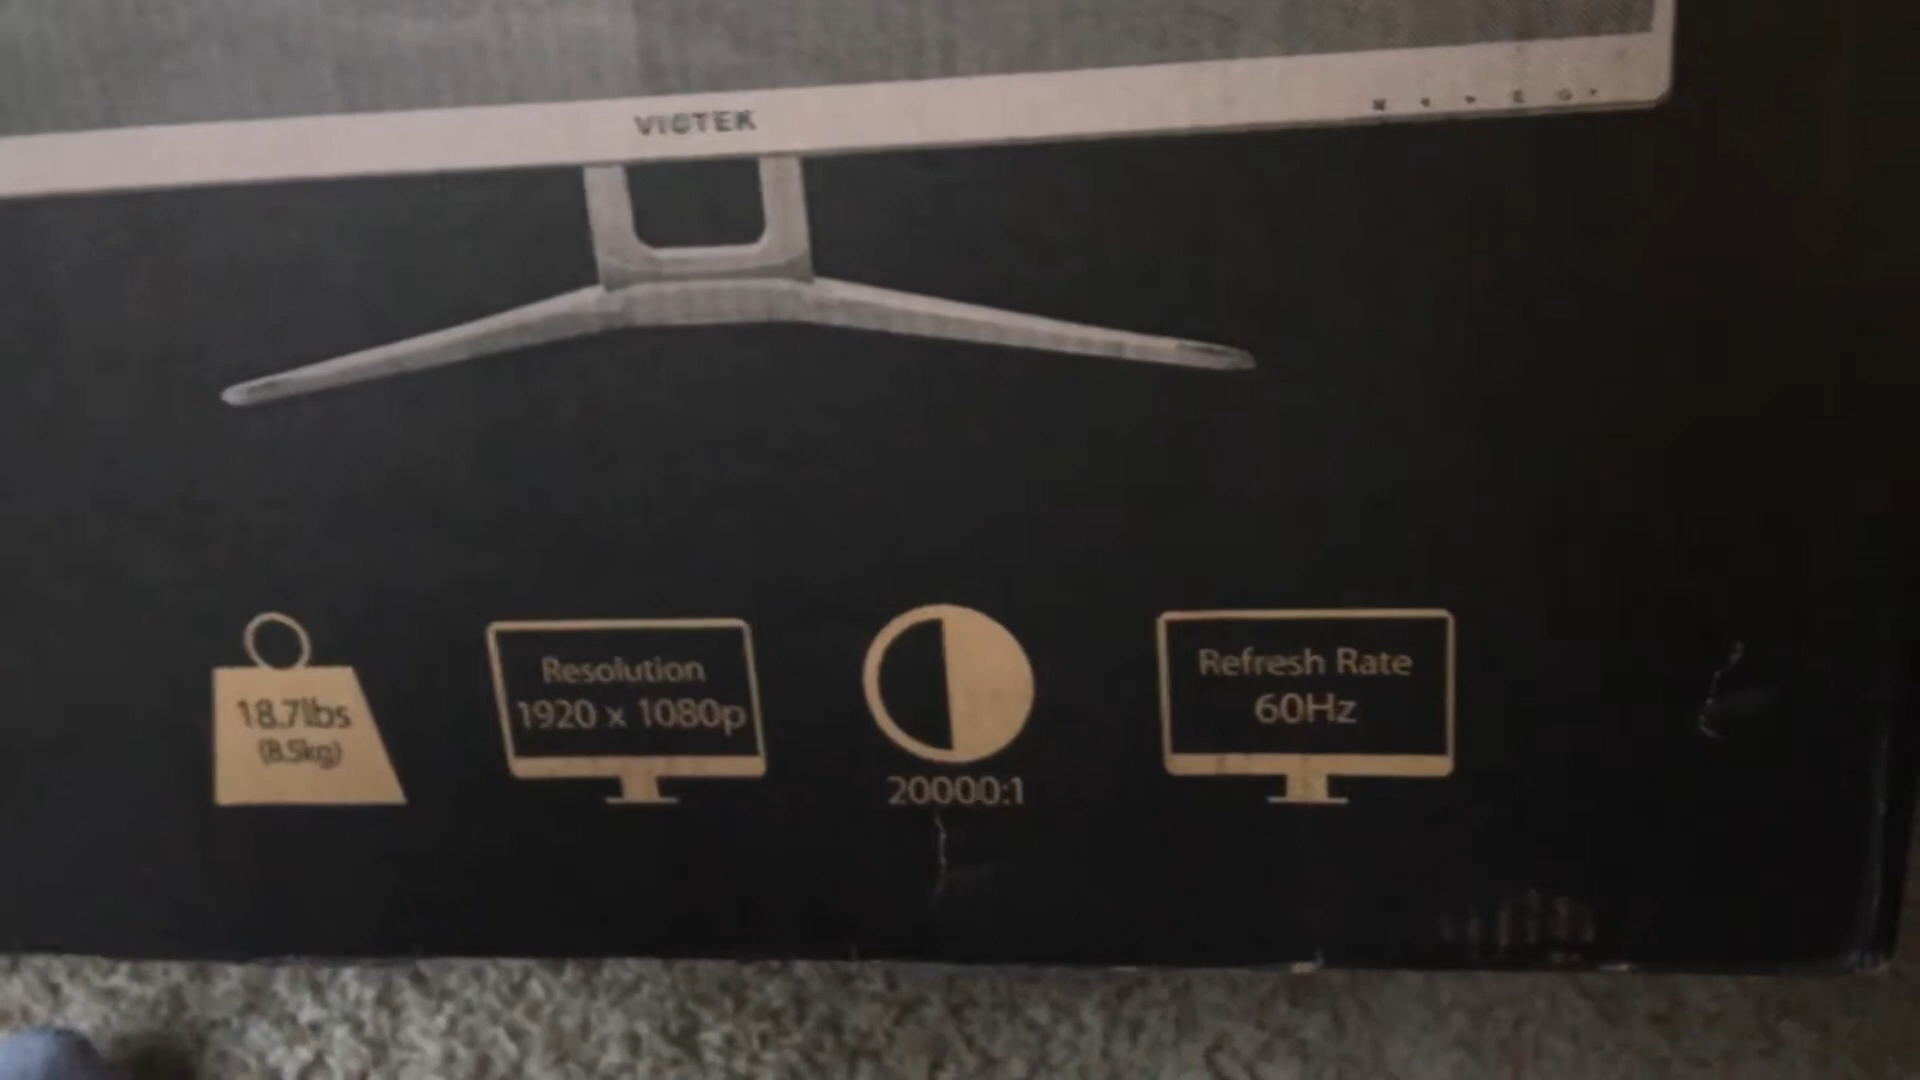 VIOTEK
18.7lbs
(8.5kg)
Resolution
1920 x 1080p
20000:1
Refresh Rate
60Hz